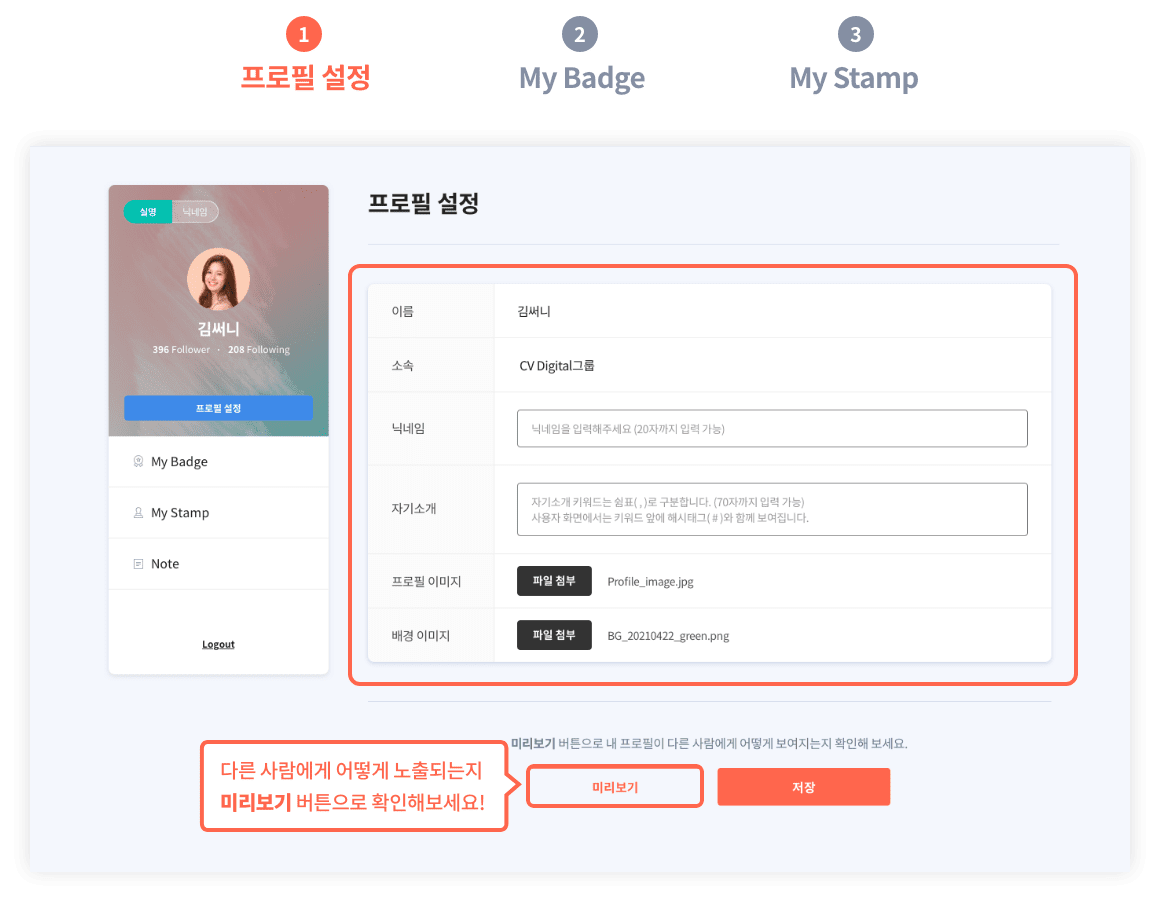 1
프로필 설정
2
My Badge
3
My Stamp
실명
닉네임
김써니
396 Follower · 208 Following
프로필 설정
My Badge
My Stamp
Note
Logout
프로필 설정
이름
김써니
소속
CV Digital그룹
닉네임
닉네임을 입력해주세요 (20자까지 입력 가능)
자기소개
자기소개 키워드는 쉼표( , )로 구분합니다. (70자까지 입력 가능)
사용자 화면에서는 키워드 앞에 해시태그( # )와 함께 보여집니다.
프로필 이미지
파일 첨부
Profile_image.jpg
배경 이미지
파일 첨부
BG_20210422_green.png
미리보기 버튼으로 내 프로필이 다른 사람에게 어떻게 보여지는지 확인해 보세요.
다른 사람에게 어떻게 노출되는지
미리보기 버튼으로 확인해보세요!
미리보기
저장